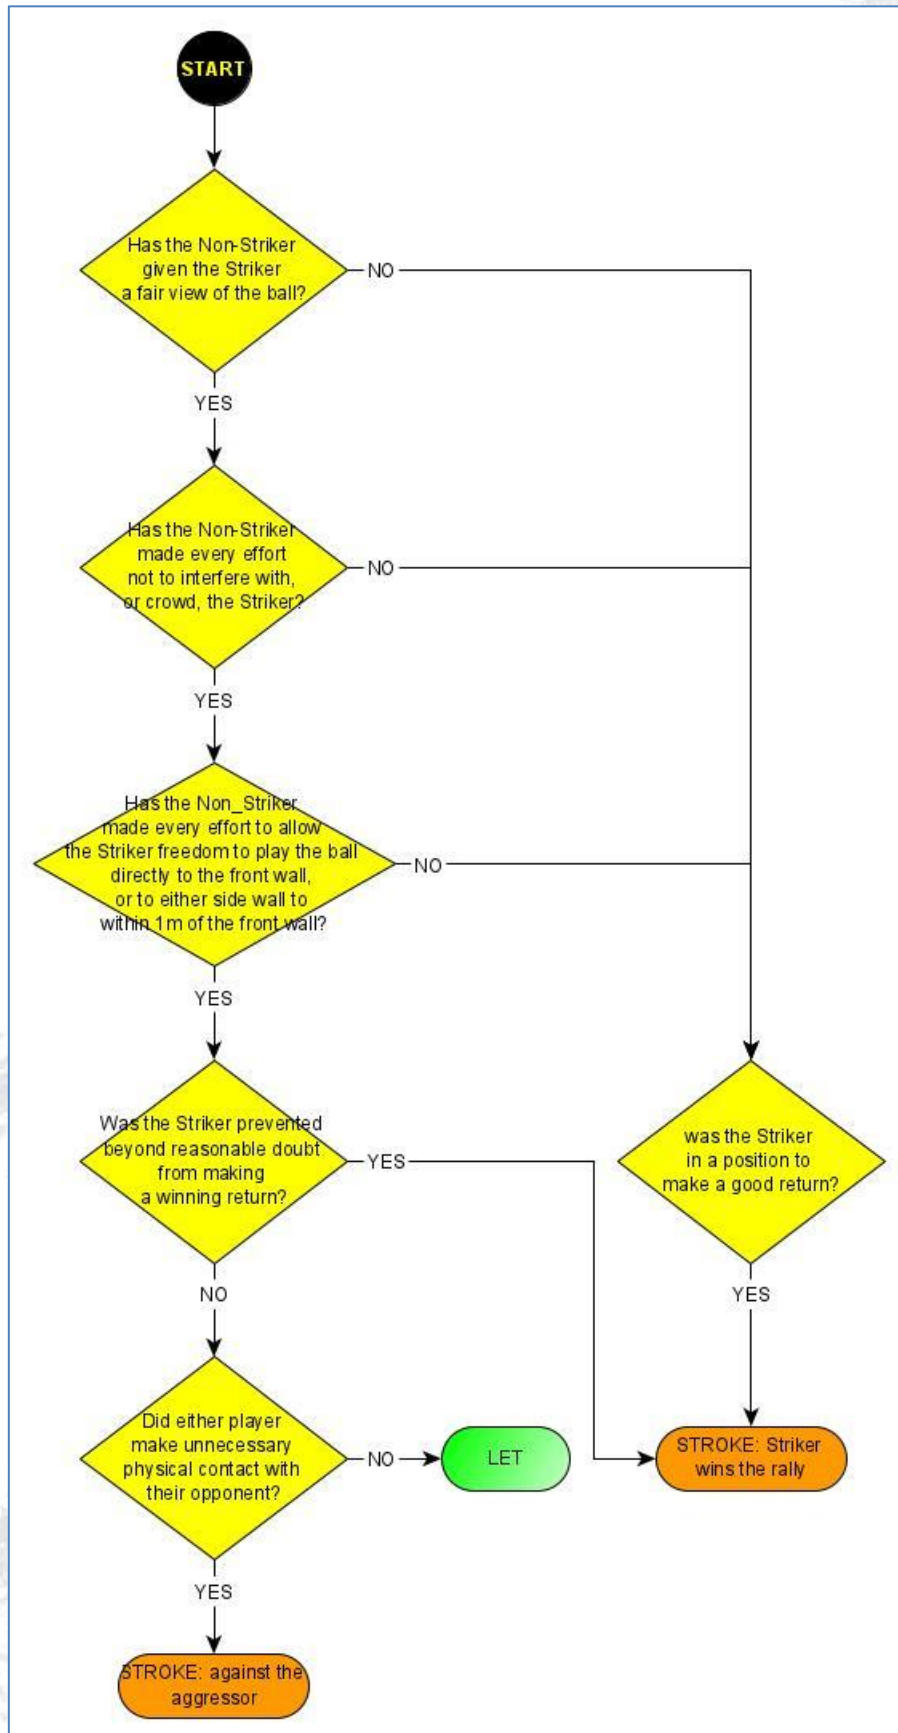 START
Has the Non-Striker
given the Striker
a fair view of the ball?
NO
YES
Has the Non-Striker
made every effort
not to interfere with,
or crowd, the Striker?
NO
YES
Has the Non_Striker
made every effort to allow
the Striker freedom to play the ball
directly to the front wall,
or to either side wall to
within 1m of the front wall?
NO
YES
Was the Striker prevented
beyond reasonable doubt
from making
a winning return?
YES
was the Striker
in a position to
make a good return?
NO
YES
Did either player
make unnecessary
physical contact with
their opponent?
NO
LET
STROKE: Striker
wins the rally
YES
STROKE: against the
aggressor